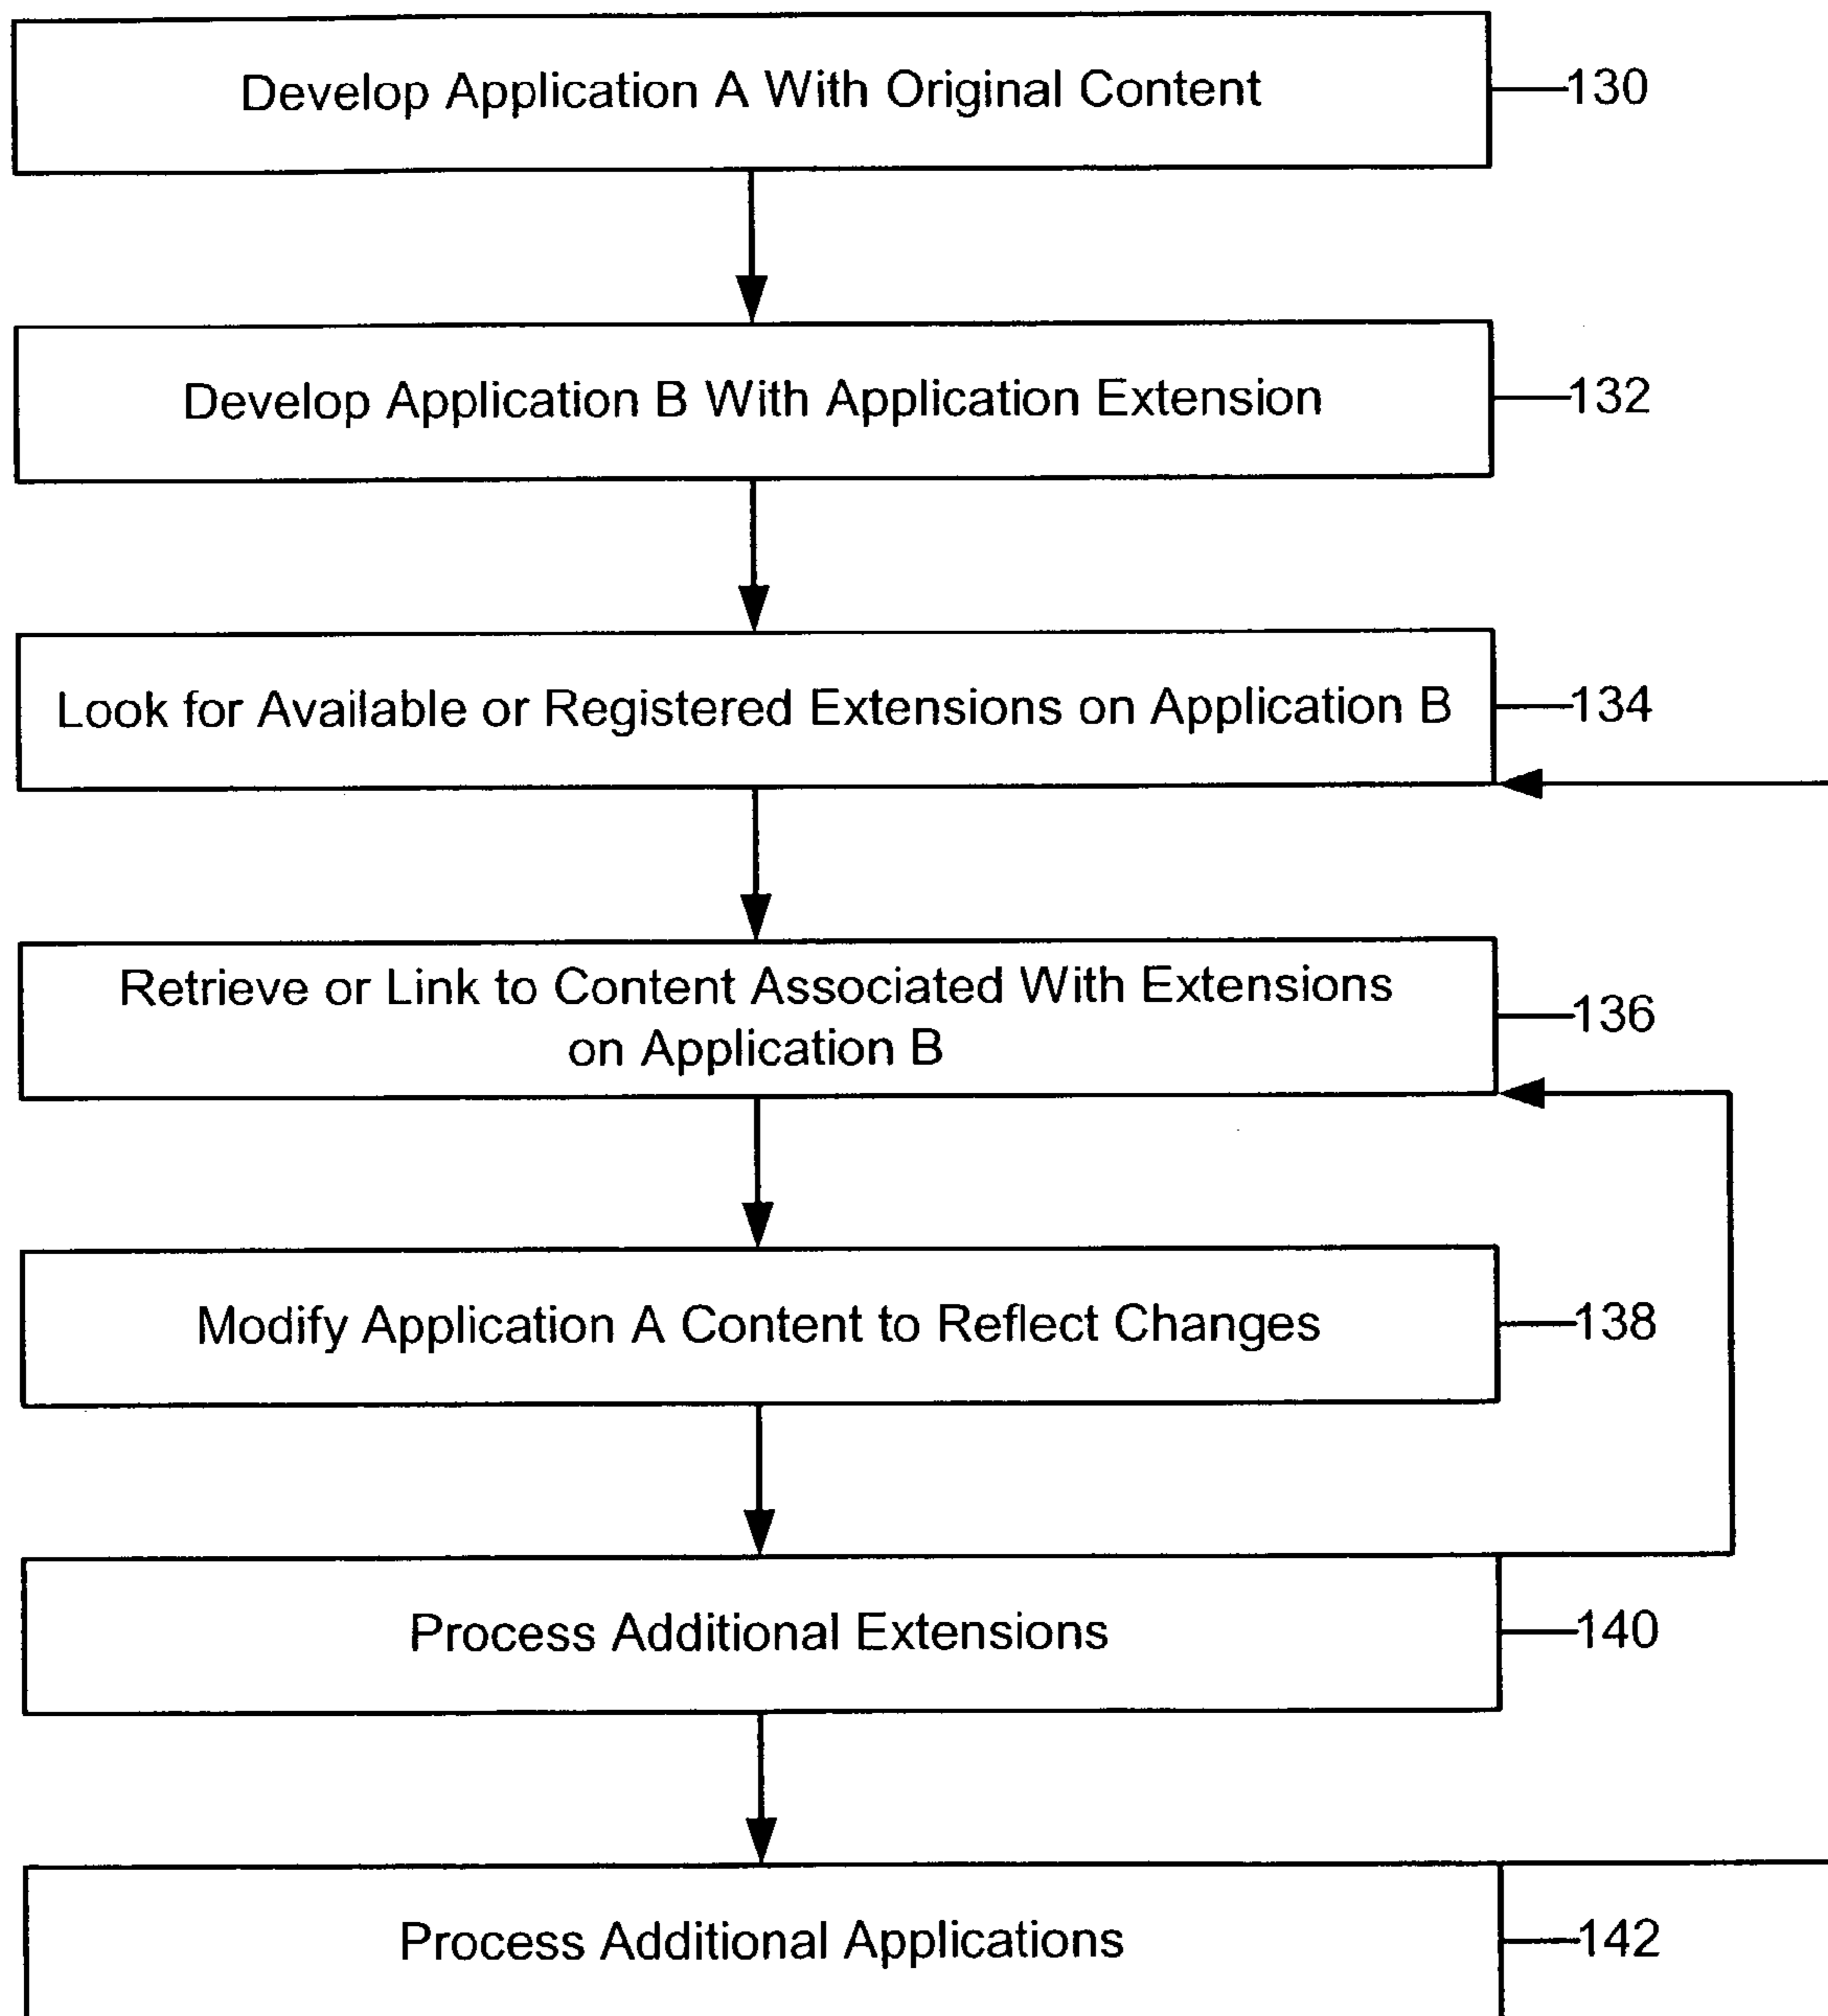 Develop Application A With Original Content
130
Develop Application B With Application Extension
132
Look for Available or Registered Extensions on Application B
134
Retrieve or Link to Content Associated With Extensions
on Application B
136
Modify Application A Content to Reflect Changes
138
Process Additional Extensions
140
Process Additional Applications
142